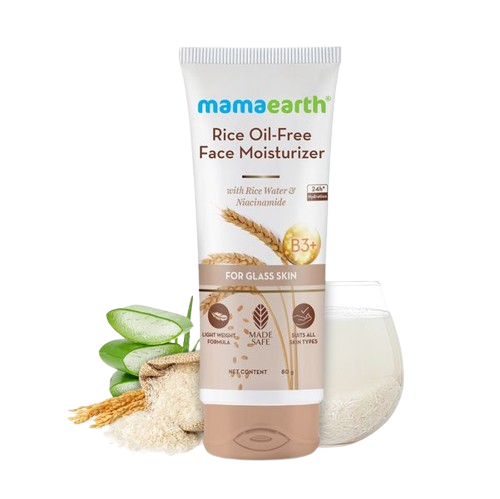 mamaearth®
Rice Oil-Free
Face Moisturizer
with Rice Water &
Niacinamide
24h*
Hydration
B3+
FOR GLASS SKIN
LIGHT WEIGHT
FORMULA
MADE
SAFE
SUITS ALL
SKIN TYPES
NET CONTENT 80 g